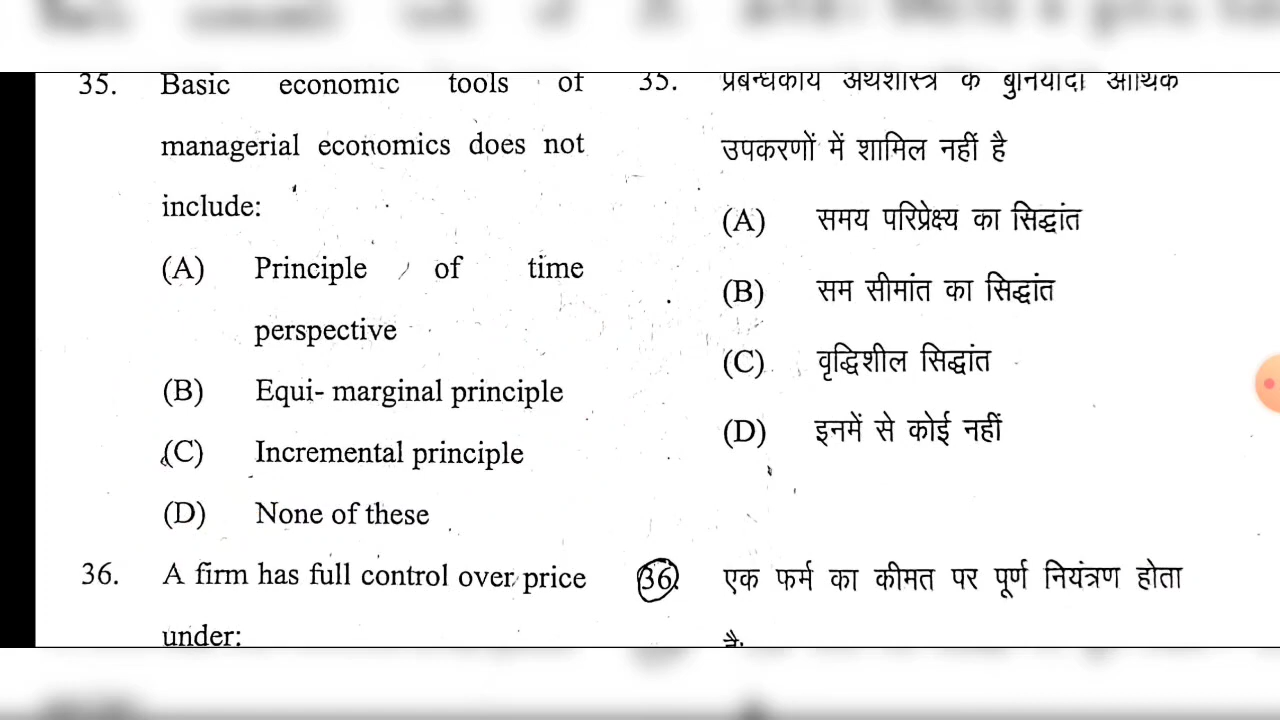 35. Basic economic tools of
managerial economics does not
include:
(A) Principle of time
perspective
(B) Equi- marginal principle
(C) Incremental principle
(D) None of these
36. A firm has full control over price
under:
35. प्रबन्धकीय अर्थशास्त्र के बुनियादी आर्थिक
उपकरणों में शामिल नहीं है
(A) समय परिप्रेक्ष्य का सिद्धांत
(B) सम सीमांत का सिद्धांत
(C) वृद्धिशील सिद्धांत
(D) इनमें से कोई नहीं
36. एक फर्म का कीमत पर पूर्ण नियंत्रण होता
है: